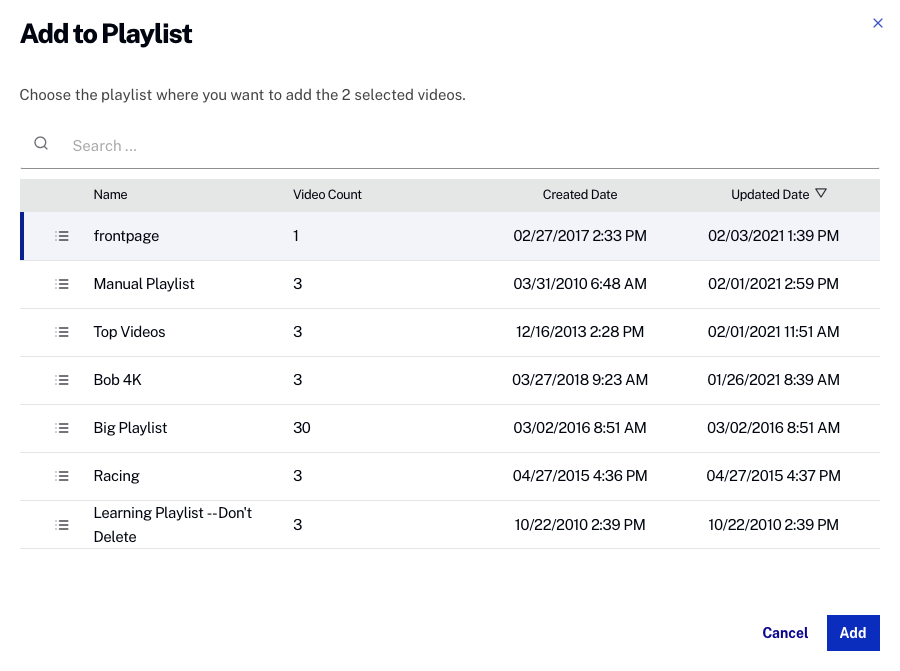 Add to Playlist
Choose the playlist where you want to add the 2 selected videos.
Search ...
Name Video Count Created Date Updated Date
frontpage 1 02/27/2017 2:33 PM 02/03/2021 1:39 PM
Manual Playlist 3 03/31/2010 6:48 AM 02/01/2021 2:59 PM
Top Videos 3 12/16/2013 2:28 PM 02/01/2021 11:51 AM
Bob 4K 3 03/27/2018 9:23 AM 01/26/2021 8:39 AM
Big Playlist 30 03/02/2016 8:51 AM 03/02/2016 8:51 AM
Racing 3 04/27/2015 4:36 PM 04/27/2015 4:37 PM
Learning Playlist --Don't
Delete 3 10/22/2010 2:39 PM 10/22/2010 2:39 PM
Cancel Add